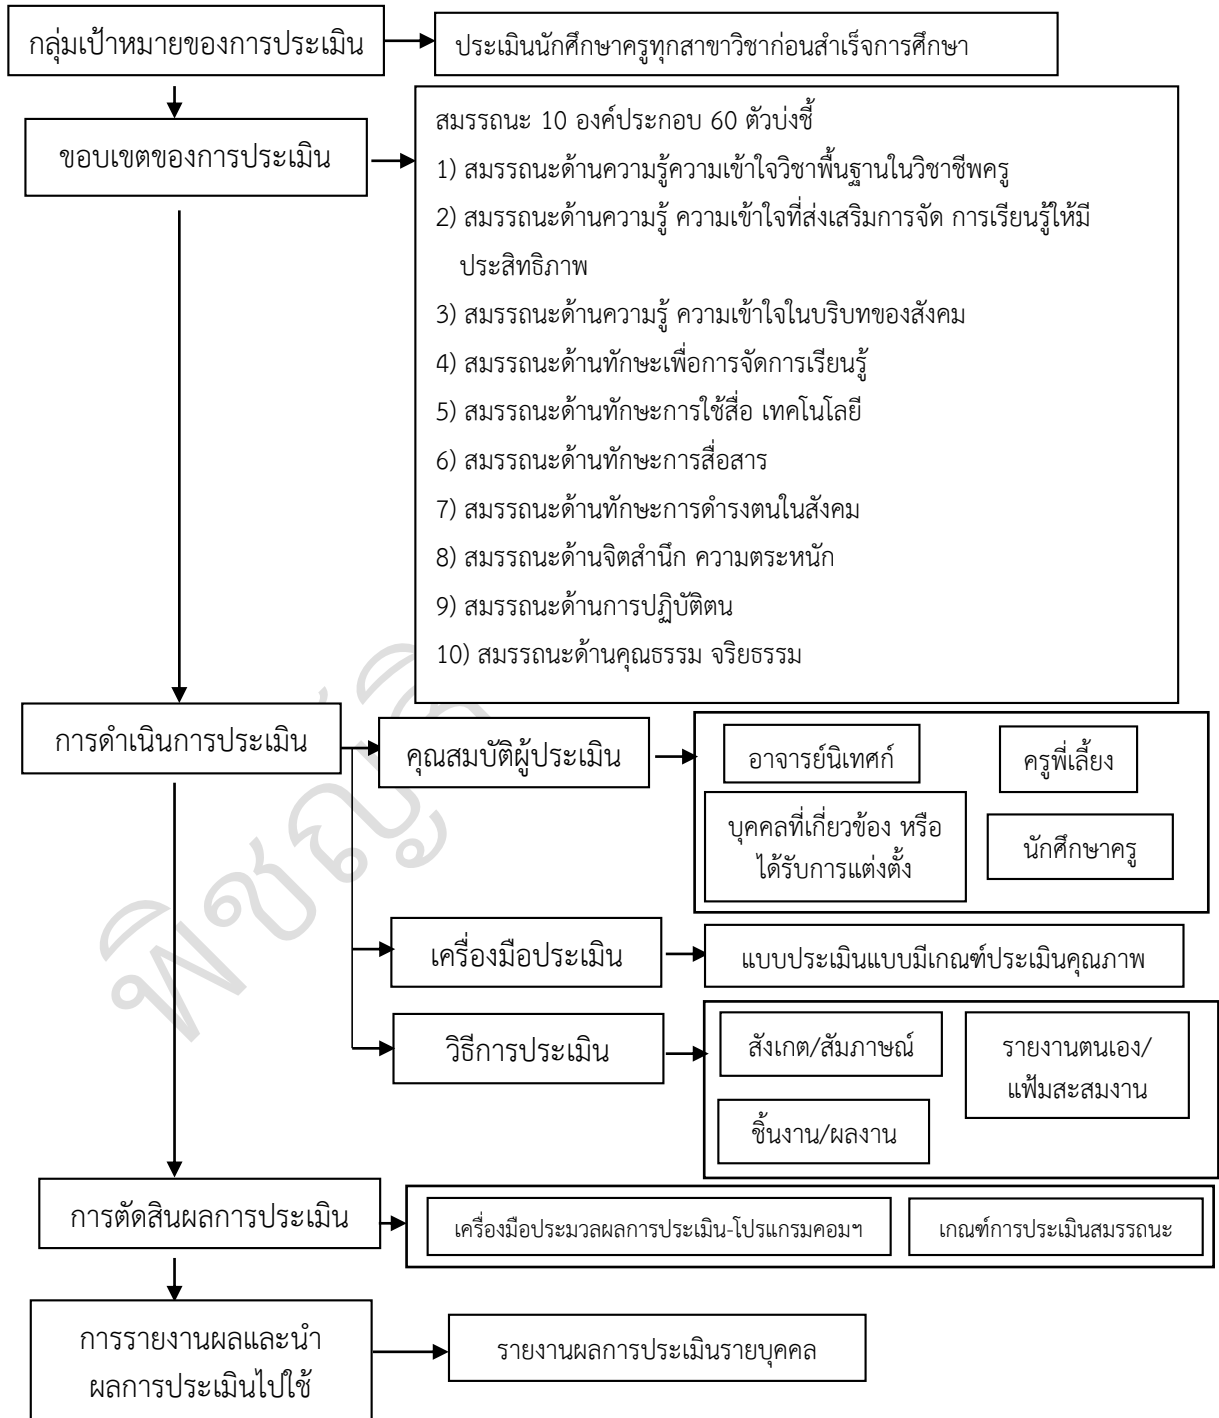 กลุ่มเป้าหมายของการประเมิน
ประเมินนักศึกษาครูทุกสาขาวิชาก่อนสำเร็จการศึกษา
ขอบเขตของการประเมิน
สมรรถนะ 10 องค์ประกอบ 60 ตัวบ่งชี้
1) สมรรถนะด้านความรู้ความเข้าใจวิชาพื้นฐานในวิชาชีพครู
2) สมรรถนะด้านความรู้ ความเข้าใจที่ส่งเสริมการจัด การเรียนรู้ให้มี
ประสิทธิภาพ
3) สมรรถนะด้านความรู้ ความเข้าใจในบริบทของสังคม
4) สมรรถนะด้านทักษะเพื่อการจัดการเรียนรู้
5) สมรรถนะด้านทักษะการใช้สื่อ เทคโนโลยี
6) สมรรถนะด้านทักษะการสื่อสาร
7) สมรรถนะด้านทักษะการดำรงตนในสังคม
8) สมรรถนะด้านจิตสำนึก ความตระหนัก
9) สมรรถนะด้านการปฏิบัติตน
10) สมรรถนะด้านคุณธรรม จริยธรรม
การดำเนินการประเมิน
คุณสมบัติผู้ประเมิน
อาจารย์นิเทศก์
ครูพี่เลี้ยง
บุคคลที่เกี่ยวข้อง หรือ
ได้รับการแต่งตั้ง
นักศึกษาครู
เครื่องมือประเมิน
แบบประเมินแบบมีเกณฑ์ประเมินคุณภาพ
วิธีการประเมิน
สังเกต/สัมภาษณ์
รายงานตนเอง/
แฟ้มสะสมงาน
ชิ้นงาน/ผลงาน
การตัดสินผลการประเมิน
เครื่องมือประมวลผลการประเมิน-โปรแกรมคอมฯ
เกณฑ์การประเมินสมรรถนะ
การรายงานผลและนำ
ผลการประเมินไปใช้
รายงานผลการประเมินรายบุคคล